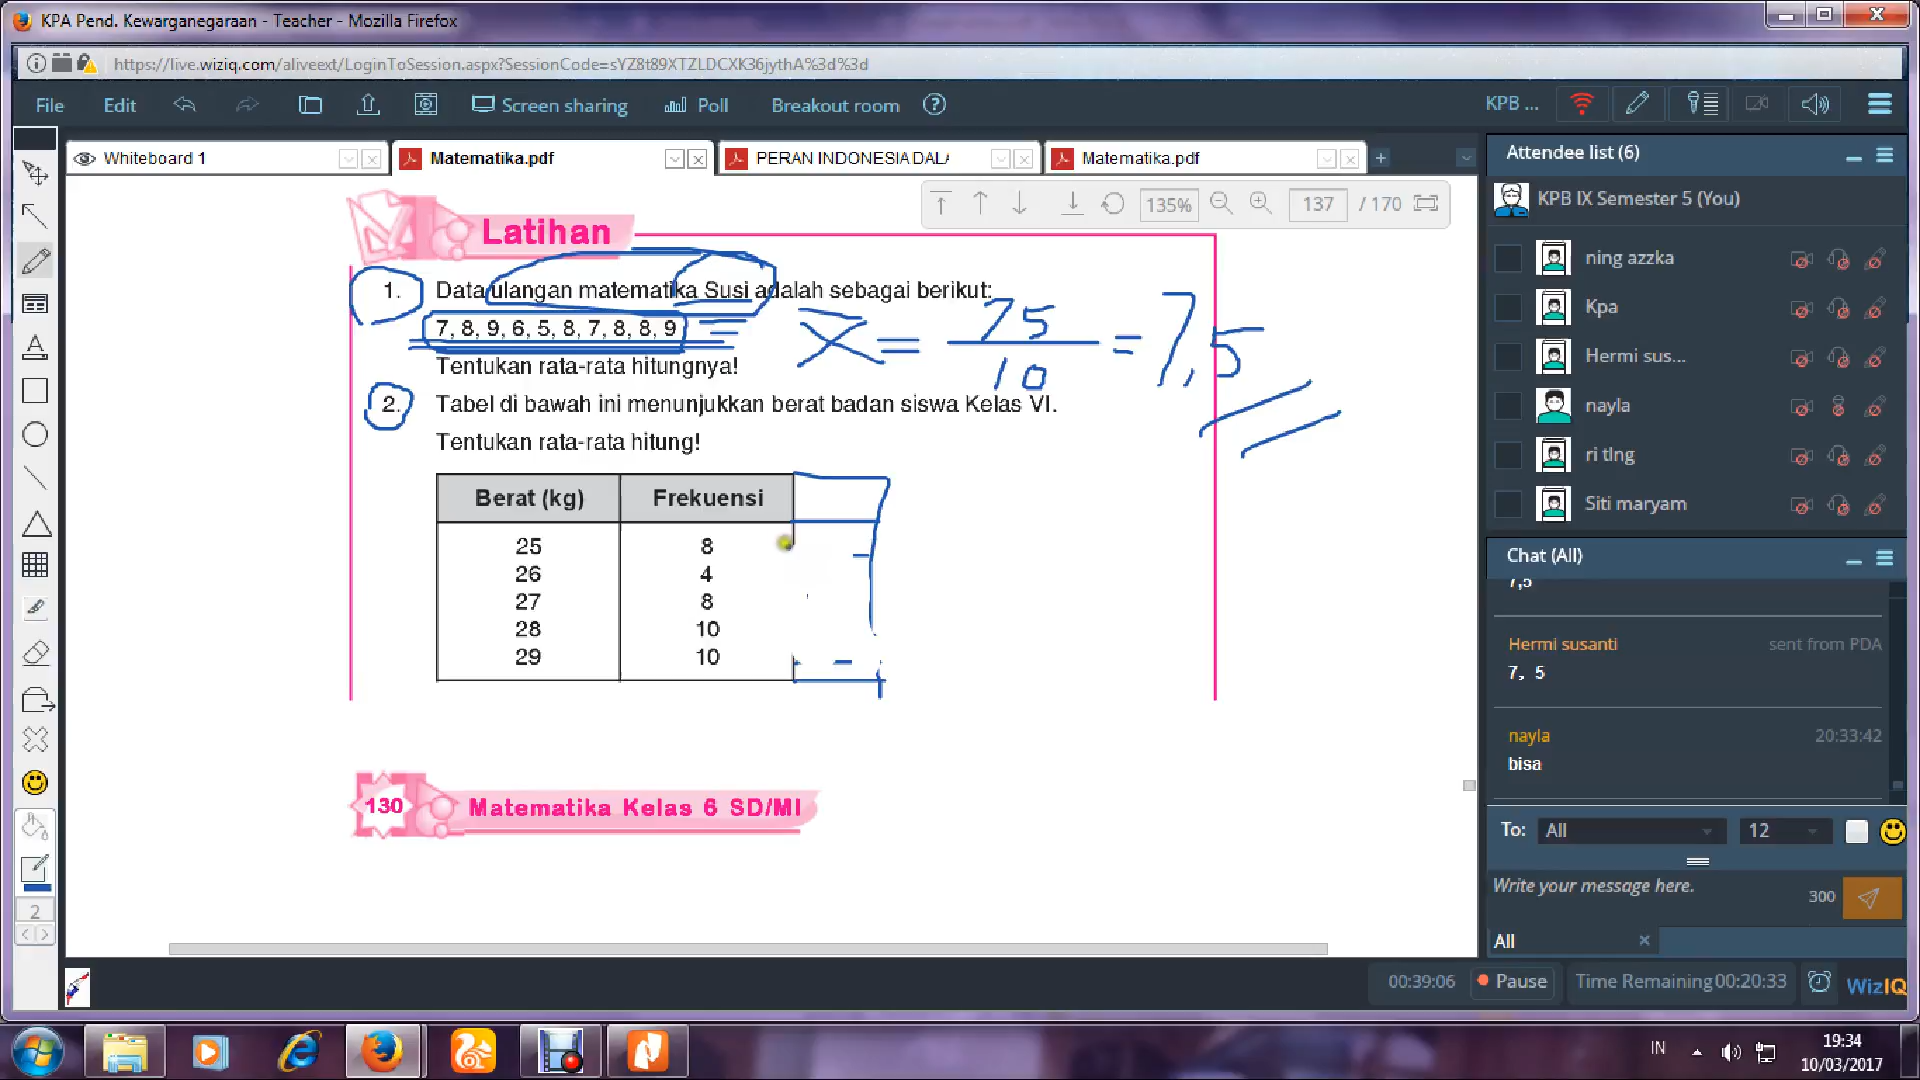 KPA Pend. Kewarganegaraan - Teacher - Mozilla Firefox
https://live.wiziq.com/aliveext/LoginToSession.aspx?SessionCode=sYZ8t89XTZLDCXK36jythA%3d%3d
File Edit Screen sharing Poll Breakout room ? KPB ...
Whiteboard 1 Matematika.pdf PERAN INDONESIA DALA Matematika.pdf +
135% 137 / 170
Latihan
1. Data ulangan matematika Susi adalah sebagai berikut:
7, 8, 9, 6, 5, 8, 7, 8, 8, 9
x̄ = 75/10 = 7,5
Tentukan rata-rata hitungnya!
2. Tabel di bawah ini menunjukkan berat badan siswa Kelas VI.
Tentukan rata-rata hitung!
Berat (kg) Frekuensi
25 8
26 4
27 8
28 10
29 10
130 Matematika Kelas 6 SD/MI
2
Attendee list (6)
KPB IX Semester 5 (You)
ning azzka
Kpa
Hermi sus...
nayla
ri tlng
Siti maryam
Chat (All)
7,5
Hermi susanti sent from PDA
7, 5
nayla 20:33:42
bisa
To: All 12
Write your message here. 300
All
00:39:06 Pause Time Remaining 00:20:33 WizIQ
IN 19:34
10/03/2017